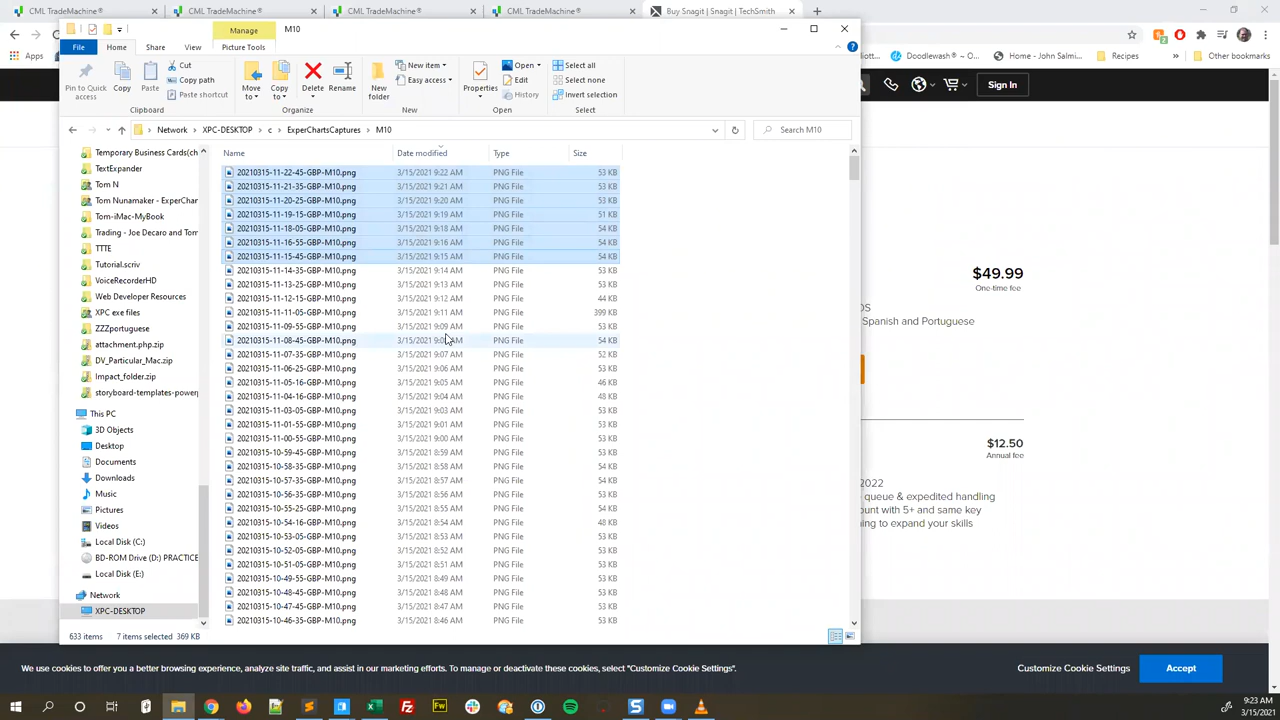 CML TradeMachine
CML TradeMachine
CML TradeMachine
CML TradeMachine
Buy Snagit | Snagit | TechSmith
Manage
M10
File
Home
Share
View
Picture Tools
Pin to Quick access
Copy
Paste
Cut
Copy path
Paste shortcut
Clipboard
Move to
Copy to
Delete
Rename
Organize
New folder
New item
Easy access
New
Properties
Open
Edit
History
Open
Select all
Select none
Invert selection
Select
Network
XPC-DESKTOP
c
ExperChartsCaptures
M10
Search M10
Apps
Doodlewash® ~ O...
Home - John Salmi...
Recipes
Other bookmarks
Sign In
Temporary Business Cards(ch
TextExpander
Tom N
Tom Nunamaker - ExperChar
Tom-iMac-MyBook
Trading - Joe Decaro and Tom
TTTE
Tutorial.scriv
VoiceRecorderHD
Web Developer Resources
XPC exe files
ZZZportuguese
attachment.php.zip
DV_Particular_Mac.zip
Impact_folder.zip
storyboard-templates-powerp
This PC
3D Objects
Desktop
Documents
Downloads
Music
Pictures
Videos
Local Disk (C:)
BD-ROM Drive (D:) PRACTICE
Local Disk (E:)
Network
XPC-DESKTOP
Name Date modified Type Size
20210315-11-22-45-GBP-M10.png 3/15/2021 9:22 AM PNG File 53 KB
20210315-11-21-35-GBP-M10.png 3/15/2021 9:21 AM PNG File 53 KB
20210315-11-20-25-GBP-M10.png 3/15/2021 9:20 AM PNG File 53 KB
20210315-11-19-15-GBP-M10.png 3/15/2021 9:19 AM PNG File 51 KB
20210315-11-18-05-GBP-M10.png 3/15/2021 9:18 AM PNG File 54 KB
20210315-11-16-55-GBP-M10.png 3/15/2021 9:16 AM PNG File 54 KB
20210315-11-15-45-GBP-M10.png 3/15/2021 9:15 AM PNG File 54 KB
20210315-11-14-35-GBP-M10.png 3/15/2021 9:14 AM PNG File 53 KB
20210315-11-13-25-GBP-M10.png 3/15/2021 9:13 AM PNG File 53 KB
20210315-11-12-15-GBP-M10.png 3/15/2021 9:12 AM PNG File 44 KB
20210315-11-11-05-GBP-M10.png 3/15/2021 9:11 AM PNG File 399 KB
20210315-11-09-55-GBP-M10.png 3/15/2021 9:09 AM PNG File 53 KB
20210315-11-08-45-GBP-M10.png 3/15/2021 AM PNG File 54 KB
20210315-11-07-35-GBP-M10.png 3/15/2021 9:07 AM PNG File 52 KB
20210315-11-06-25-GBP-M10.png 3/15/2021 9:06 AM PNG File 53 KB
20210315-11-05-16-GBP-M10.png 3/15/2021 9:05 AM PNG File 46 KB
20210315-11-04-16-GBP-M10.png 3/15/2021 9:04 AM PNG File 48 KB
20210315-11-03-05-GBP-M10.png 3/15/2021 9:03 AM PNG File 53 KB
20210315-11-01-55-GBP-M10.png 3/15/2021 9:01 AM PNG File 53 KB
20210315-11-00-55-GBP-M10.png 3/15/2021 9:00 AM PNG File 53 KB
20210315-10-59-45-GBP-M10.png 3/15/2021 8:59 AM PNG File 53 KB
20210315-10-58-35-GBP-M10.png 3/15/2021 8:58 AM PNG File 54 KB
20210315-10-57-35-GBP-M10.png 3/15/2021 8:57 AM PNG File 54 KB
20210315-10-56-35-GBP-M10.png 3/15/2021 8:56 AM PNG File 53 KB
20210315-10-55-25-GBP-M10.png 3/15/2021 8:55 AM PNG File 54 KB
20210315-10-54-16-GBP-M10.png 3/15/2021 8:54 AM PNG File 48 KB
20210315-10-53-05-GBP-M10.png 3/15/2021 8:53 AM PNG File 53 KB
20210315-10-52-05-GBP-M10.png 3/15/2021 8:52 AM PNG File 53 KB
20210315-10-51-05-GBP-M10.png 3/15/2021 8:51 AM PNG File 53 KB
20210315-10-49-55-GBP-M10.png 3/15/2021 8:49 AM PNG File 53 KB
20210315-10-48-45-GBP-M10.png 3/15/2021 8:48 AM PNG File 53 KB
20210315-10-47-45-GBP-M10.png 3/15/2021 8:47 AM PNG File 53 KB
20210315-10-46-35-GBP-M10.png 3/15/2021 8:46 AM PNG File 53 KB
633 items 7 items selected 369 KB
$49.99
One-time fee
OS
Spanish and Portuguese
$12.50
Annual fee
2022
queue & expedited handling
ount with 5+ and same key
ning to expand your skills
We use cookies to offer you a better browsing experience, analyze site traffic, and assist in our marketing efforts. To manage or deactivate these cookies, select "Customize Cookie Settings".
Customize Cookie Settings
Accept
9:23 AM
3/15/2021